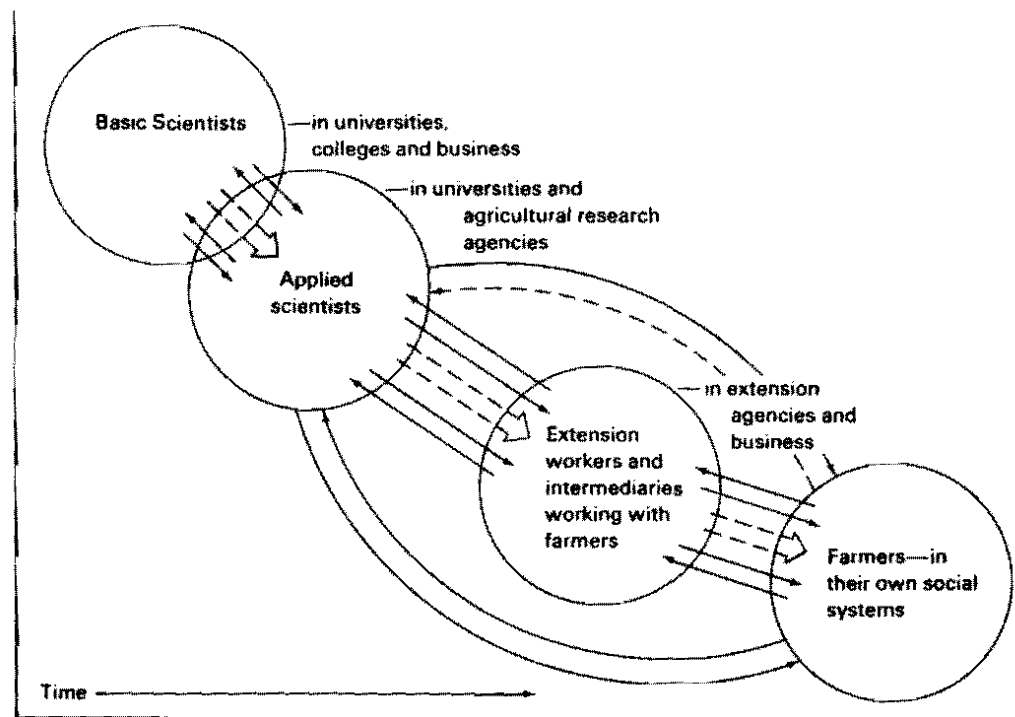 Basic Scientists
—in universities,
colleges and business
—in universities and
agricultural research
agencies
Applied
scientists
—in extension
agencies and
business
Extension
workers and
intermediaries
working with
farmers
Farmers—in
their own social
systems
Time